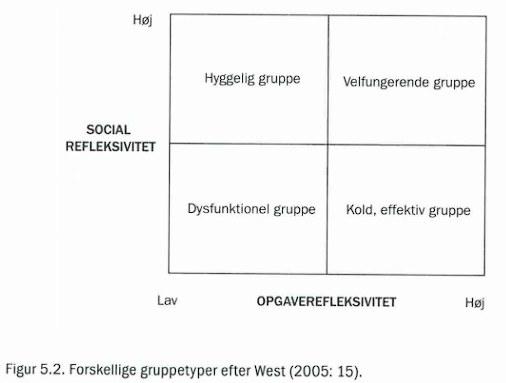 Høj
Hyggelig gruppe
Velfungerende gruppe
SOCIAL
REFLEKSIVITET
Dysfunktionel gruppe
Kold, effektiv gruppe
Lav
OPGAVEREFLEKSIVITET
Høj
Figur 5.2. Forskellige gruppetyper efter West (2005: 15).